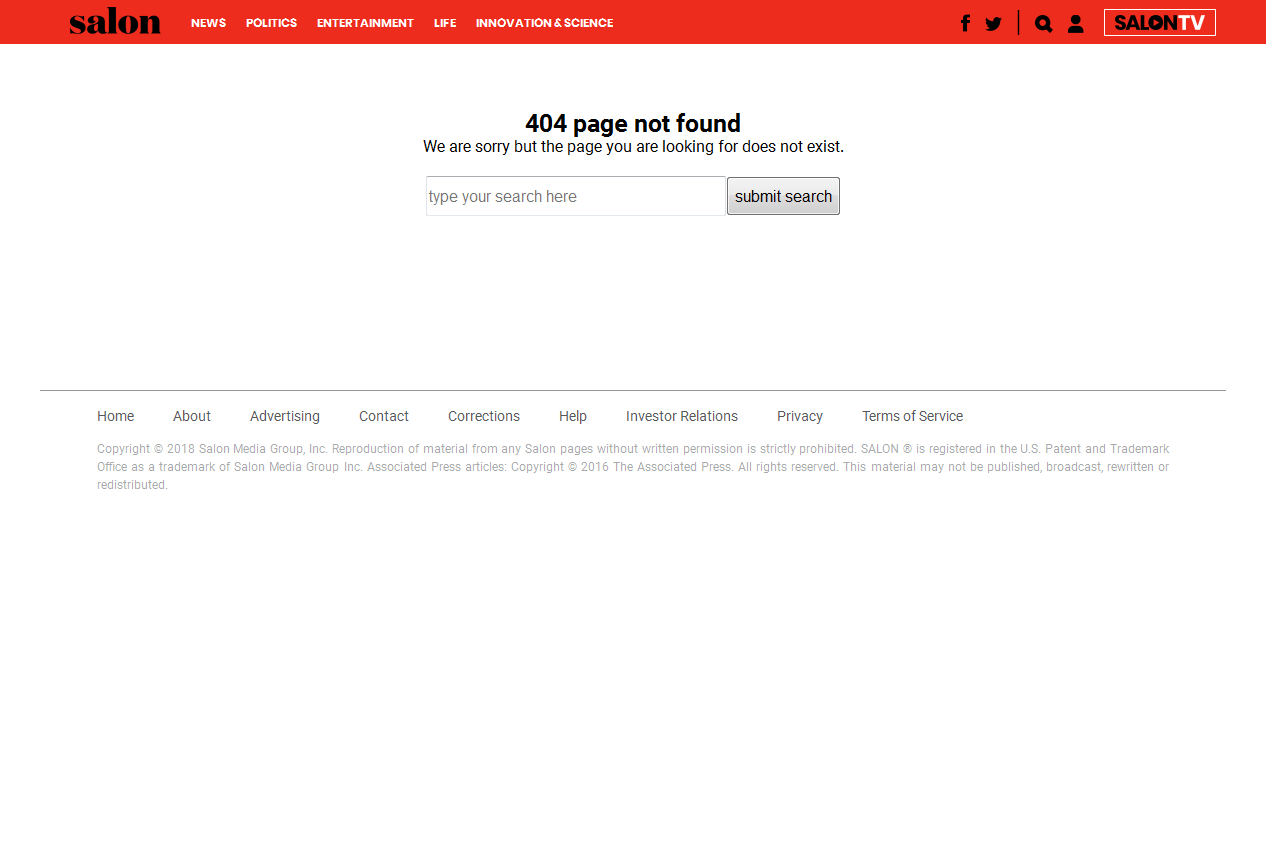 salon NEWS POLITICS ENTERTAINMENT LIFE INNOVATION & SCIENCE SALONTV
404 page not found
We are sorry but the page you are looking for does not exist.
type your search here submit search
Home About Advertising Contact Corrections Help Investor Relations Privacy Terms of Service
Copyright © 2018 Salon Media Group, Inc. Reproduction of material from any Salon pages without written permission is strictly prohibited. SALON ® is registered in the U.S. Patent and Trademark
Office as a trademark of Salon Media Group Inc. Associated Press articles: Copyright © 2016 The Associated Press. All rights reserved. This material may not be published, broadcast, rewritten or
redistributed.